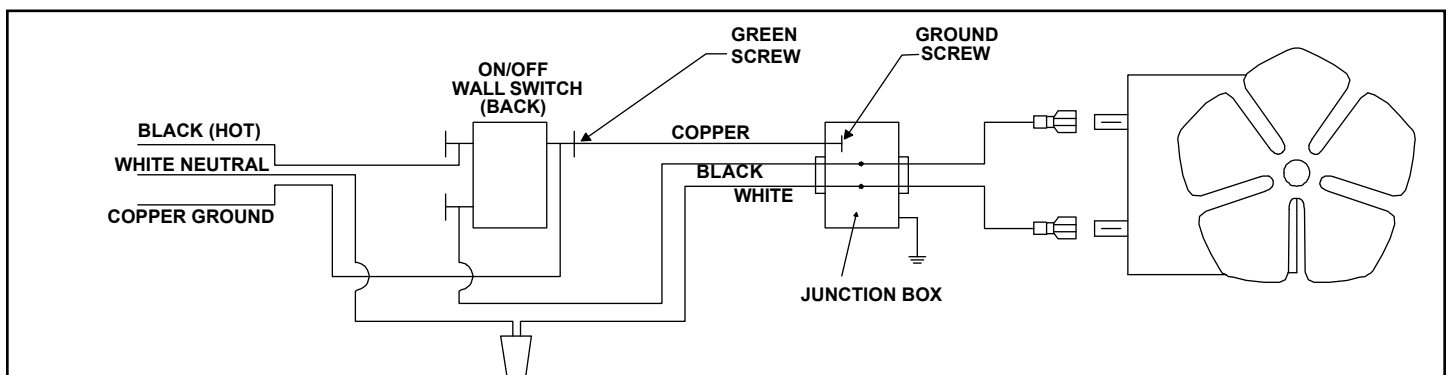 GREEN
SCREW
GROUND
SCREW
ON/OFF
WALL SWITCH
(BACK)
BLACK (HOT)
COPPER
WHITE NEUTRAL
BLACK
WHITE
COPPER GROUND
JUNCTION BOX